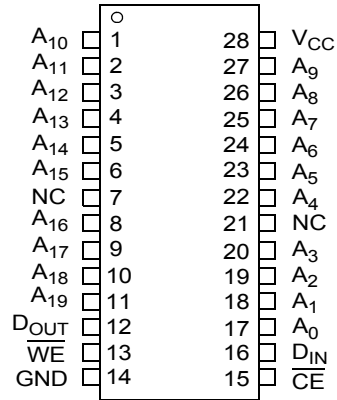 A10 1 28 VCC
A11 2 27 A9
A12 3 26 A8
A13 4 25 A7
A14 5 24 A6
A15 6 23 A5
NC 7 22 A4
A16 8 21 NC
A17 9 20 A3
A18 10 19 A2
A19 11 18 A1
DOUT 12 17 A0
WE 13 16 DIN
GND 14 15 CE